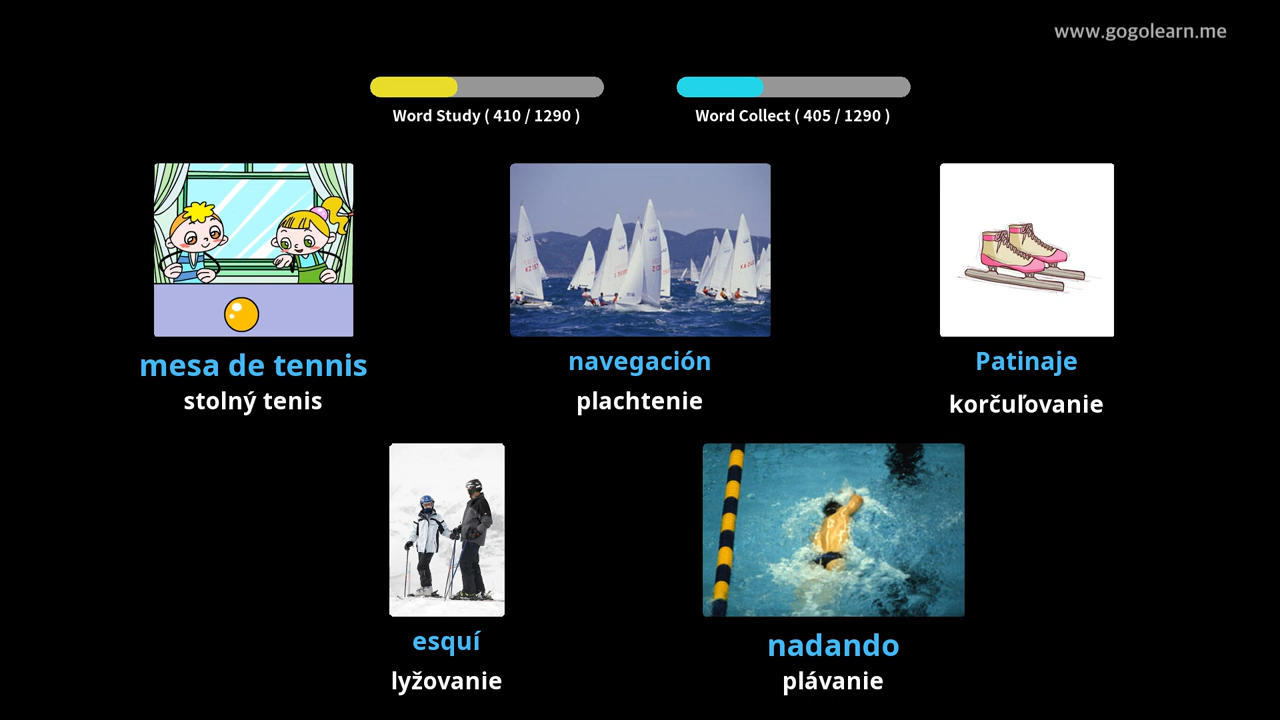 www.gogolearn.me
Word Study ( 410 / 1290 )
Word Collect ( 405 / 1290 )
mesa de tennis
stolný tenis
navegación
plachtenie
Patinaje
korčuľovanie
esquí
lyžovanie
nadando
plávanie